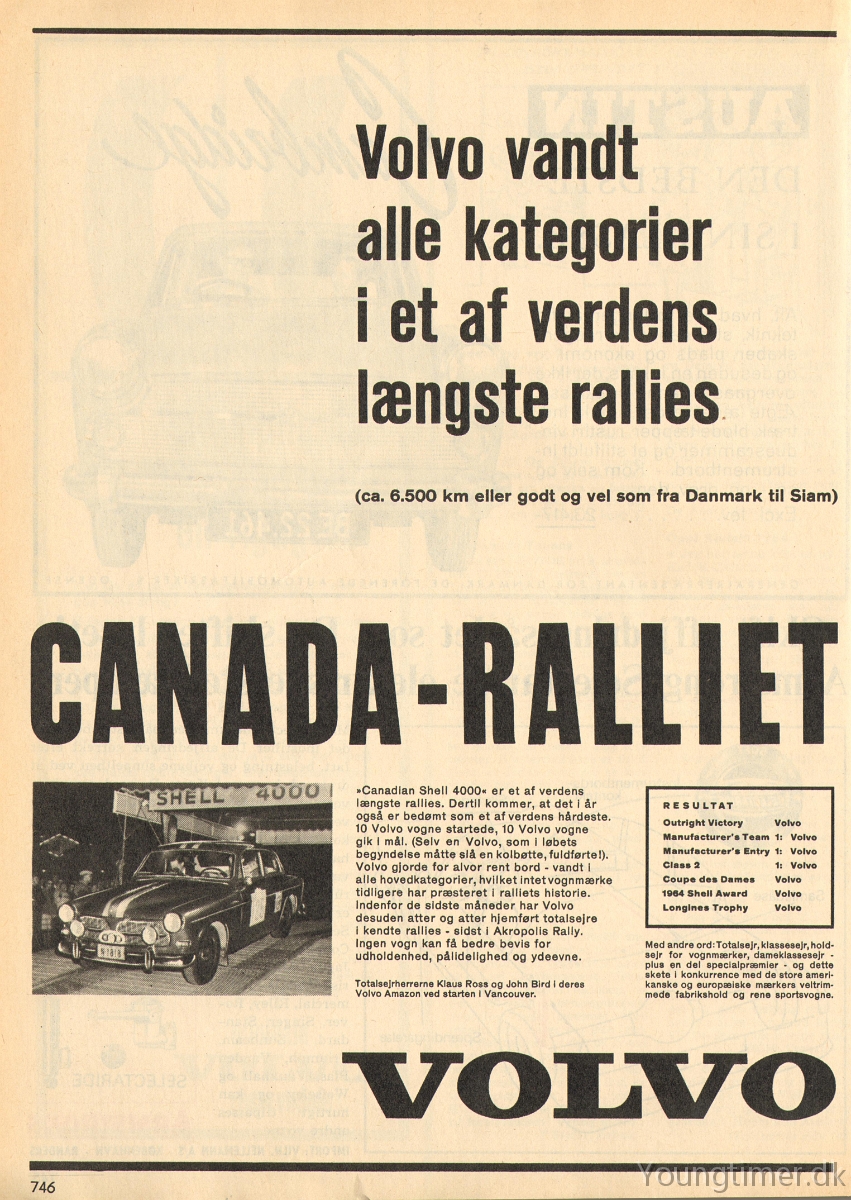 Volvo vandt
alle kategorier
i et af verdens
længste rallies
(ca. 6.500 km eller godt og vel som fra Danmark til Siam)
CANADA-RALLIET
SHELL 4000
»Canadian Shell 4000« er et af verdens
længste rallies. Dertil kommer, at det i år
også er bedømt som et af verdens hårdeste.
10 Volvo vogne startede, 10 Volvo vogne
gik i mål. (Selv en Volvo, som i løbets
begyndelse måtte slå en kolbøtte, fuldførte!).
Volvo gjorde for alvor rent bord - vandt i
alle hovedkategorier, hvilket intet vognmærke
tidligere har præsteret i ralliets historie.
Indenfor de sidste måneder har Volvo
desuden atter og atter hjemført totalsejre
i kendte rallies - sidst i Akropolis Rally.
Ingen vogn kan få bedre bevis for
udholdenhed, pålidelighed og ydeevne.
Totalsejrherrerne Klaus Ross og John Bird i deres
Volvo Amazon ved starten i Vancouver.
RESULTAT
Outright Victory Volvo
Manufacturer's Team 1: Volvo
Manufacturer's Entry 1: Volvo
Class 2 1: Volvo
Coupe des Dames Volvo
1964 Shell Award Volvo
Longines Trophy Volvo
Med andre ord: Totalsejr, klassesejr, hold-
sejr for vognmærker, dameklassesejr -
plus en del specialpræmier - og dette
skete i konkurrence med de store ameri-
kanske og europæiske mærkers veltrim-
mede fabrikshold og rene sportsvogne.
VOLVO
746
Youngtimer.dk